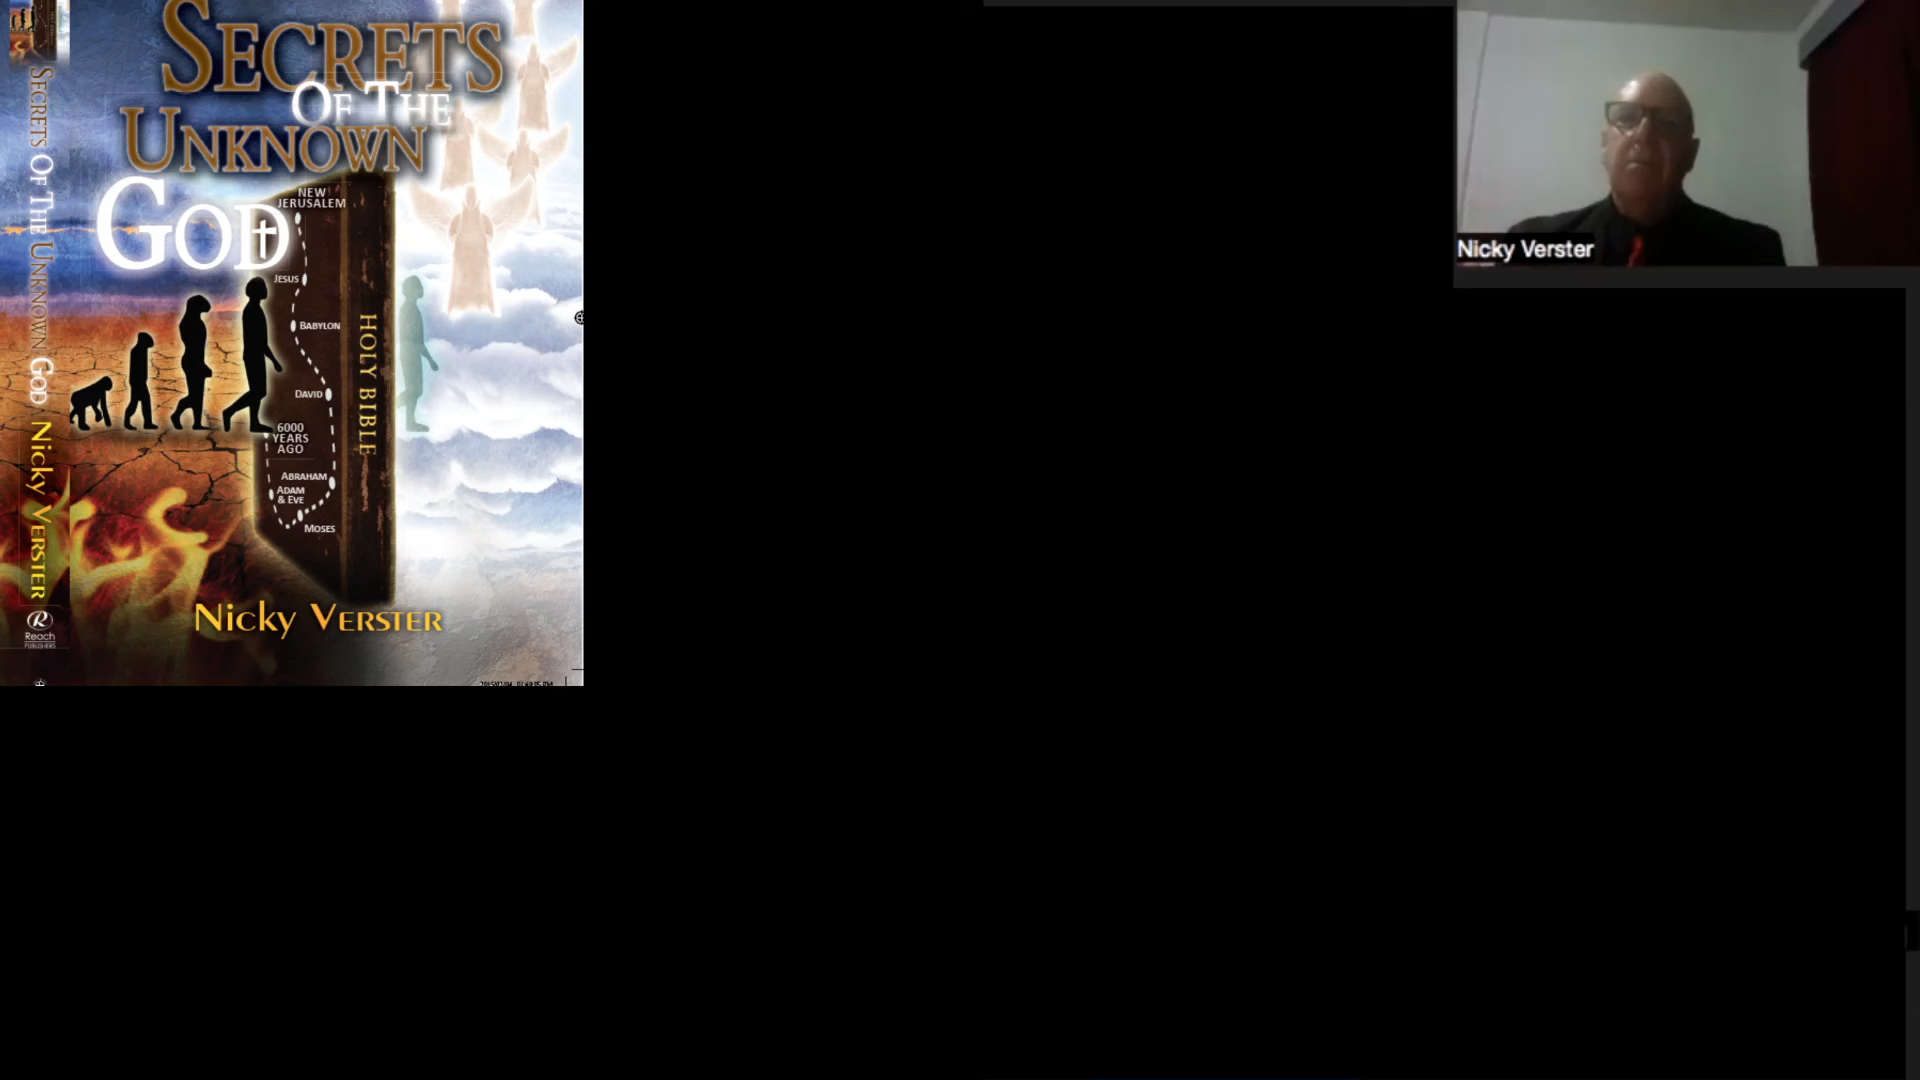 SECRETS
OF THE
UNKNOWN
GOD
NEW
JERUSALEM
JESUS
BABYLON
DAVID
6000
YEARS
AGO
ABRAHAM
ADAM
& EVE
MOSES
HOLY BIBLE
Nicky VERSTER
SECRETS OF THE UNKNOWN GOD Nicky VERSTER
R
Reach
PUBLISHERS
Nicky Verster